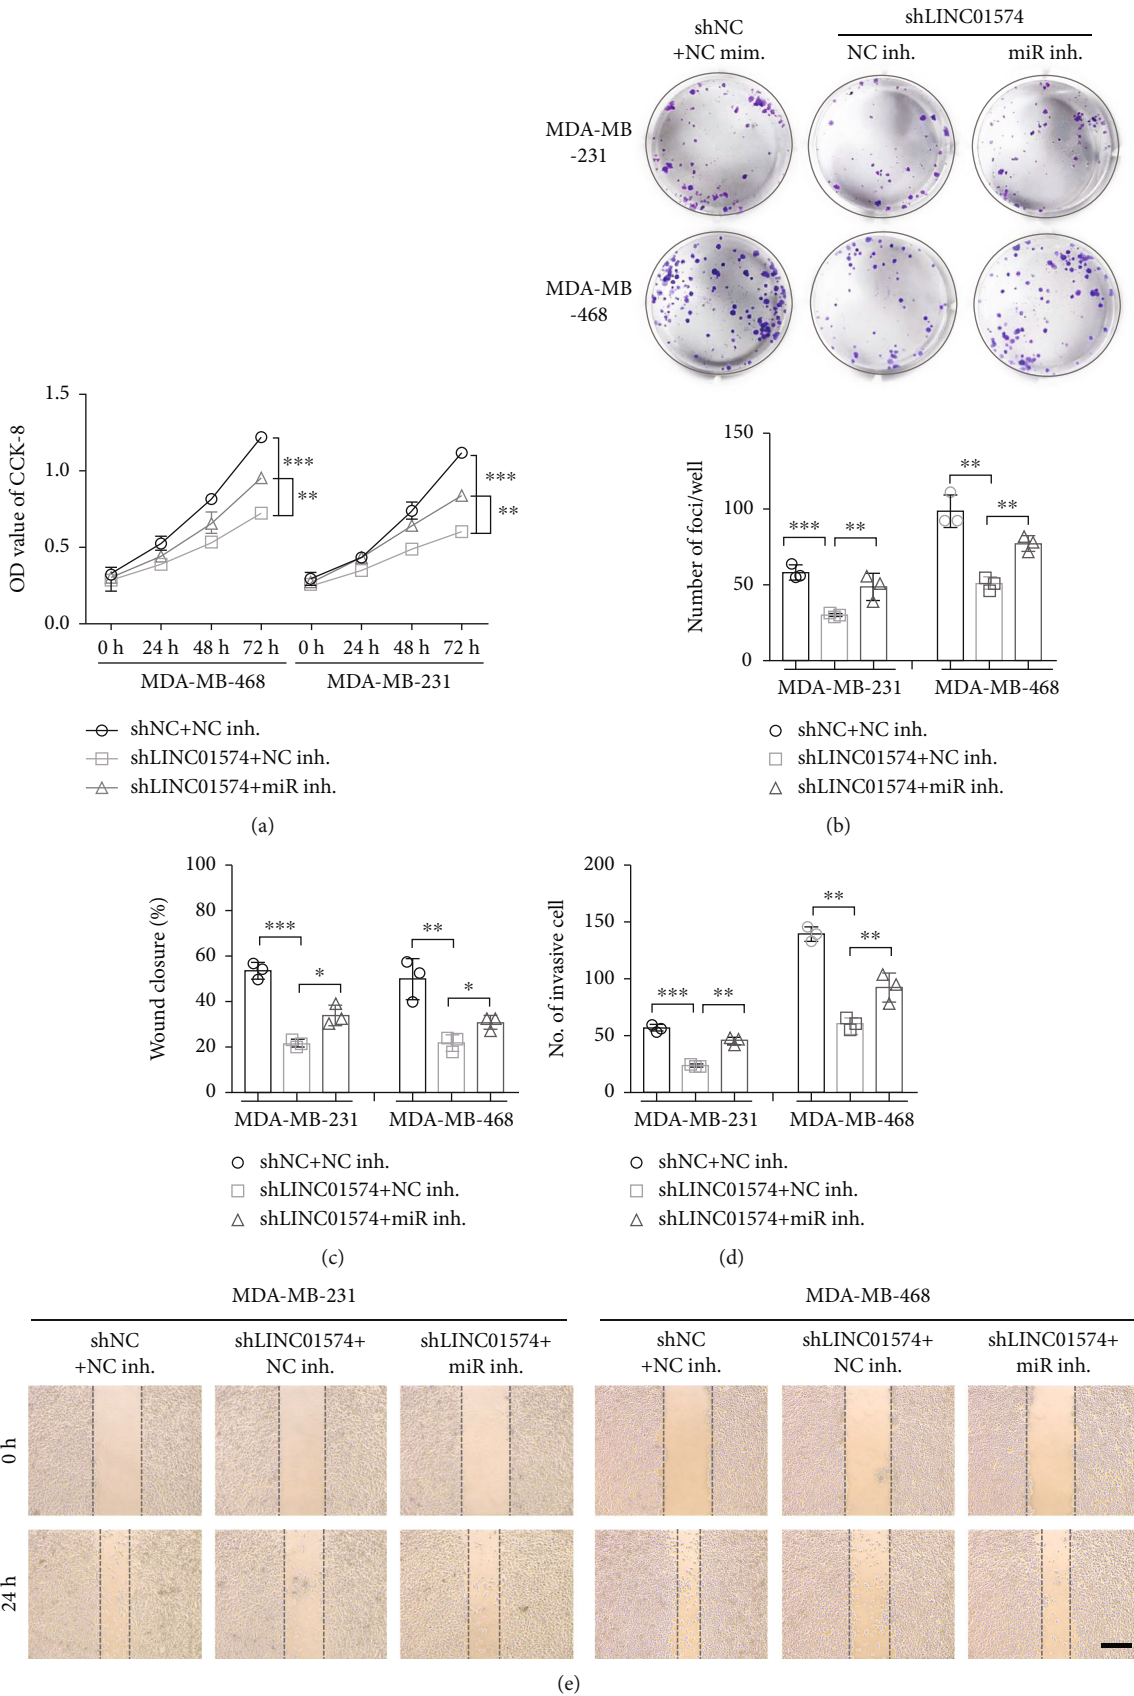 shNC
+NC mim.
shLINC01574
NC inh.
miR inh.
MDA-MB
-231
MDA-MB
-468
OD value of CCK-8
1.5
1.0
0.5
0.0
***
**
***
**
0 h 24 h 48 h 72 h 0 h 24 h 48 h 72 h
MDA-MB-468 MDA-MB-231
shNC+NC inh.
shLINC01574+NC inh.
shLINC01574+miR inh.
(a)
Number of foci/well
150
100
50
0
*** ** ** **
MDA-MB-231 MDA-MB-468
shNC+NC inh.
shLINC01574+NC inh.
shLINC01574+miR inh.
(b)
Wound closure (%)
100
80
60
40
20
0
*** * ** *
MDA-MB-231 MDA-MB-468
shNC+NC inh.
shLINC01574+NC inh.
shLINC01574+miR inh.
(c)
No. of invasive cell
200
150
100
50
0
*** ** ** **
MDA-MB-231 MDA-MB-468
shNC+NC inh.
shLINC01574+NC inh.
shLINC01574+miR inh.
(d)
MDA-MB-231
shNC
+NC inh.
shLINC01574+
NC inh.
shLINC01574+
miR inh.
MDA-MB-468
shNC
+NC inh.
shLINC01574+
NC inh.
shLINC01574+
miR inh.
0 h
24 h
(e)